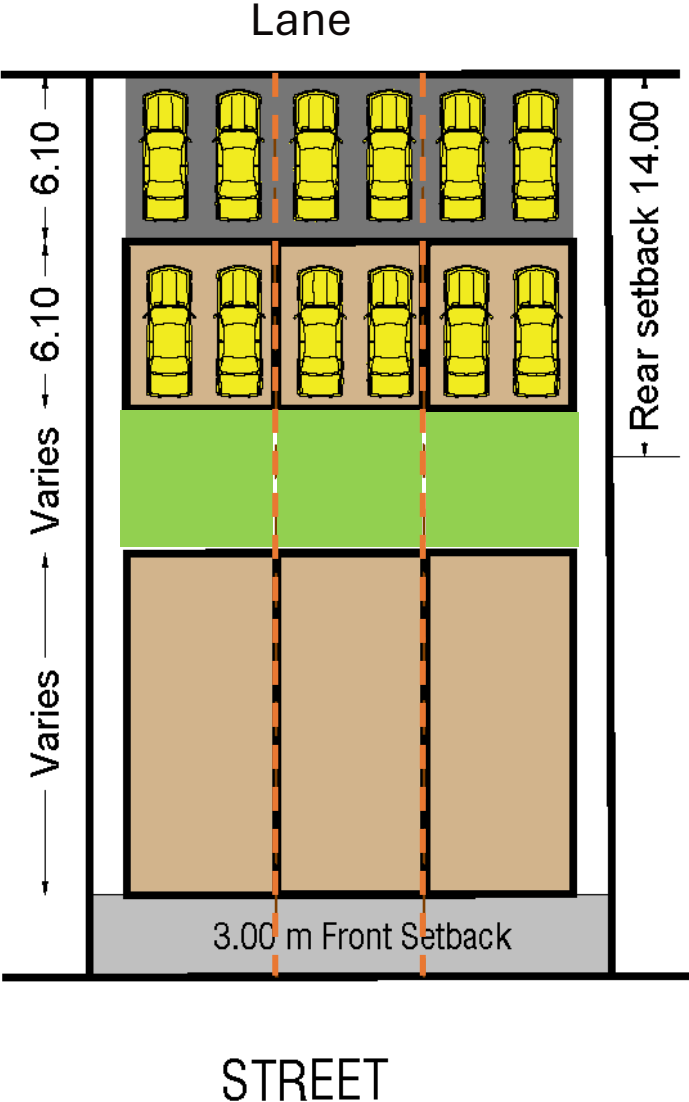 Lane
6.10
6.10
Varies
Varies
Rear setback 14.00
3.00 m Front Setback
STREET